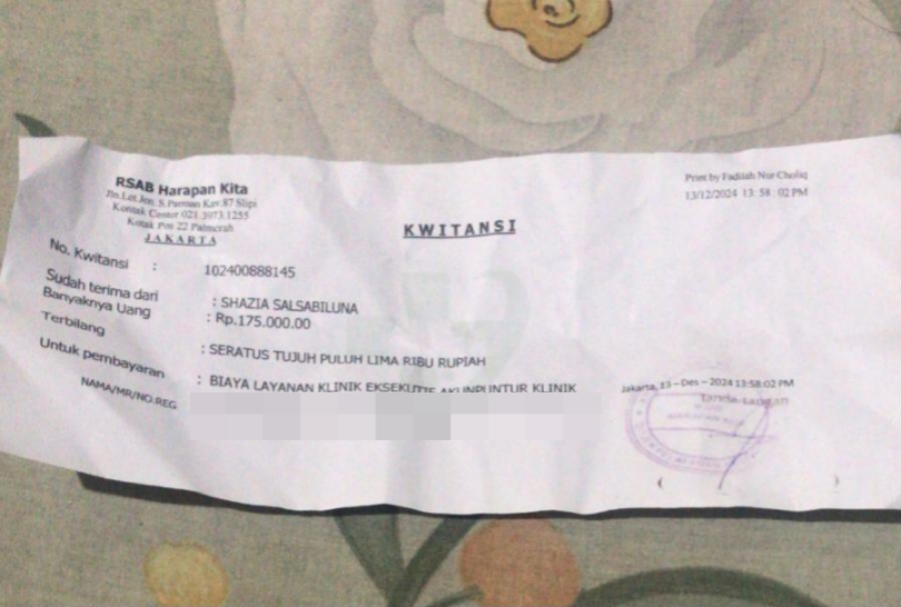 RSAB Harapan Kita
Jln. Let. Jen. S. Parman Kav.87 Slipi
Kontak Center 021.3973.1255
Kotak Pos 22 Palmerah
JAKARTA
Print by Fadilah Nur Choliq
13/12/2024 13:58:02 PM
KWITANSI
No. Kwitansi : 102400888145
Sudah terima dari : SHAZIA SALSABILUNA
Banyaknya Uang : Rp.175.000.00
Terbilang : SERATUS TUJUH PULUH LIMA RIBU RUPIAH
Untuk pembayaran : BIAYA LAYANAN KLINIK EKSEKUTIF AKUNPUNTUR KLINIK
NAMA/MR/NO.REG
Jakarta, 13-Des-2024 13:58:02 PM
Tanda Tangan
( )